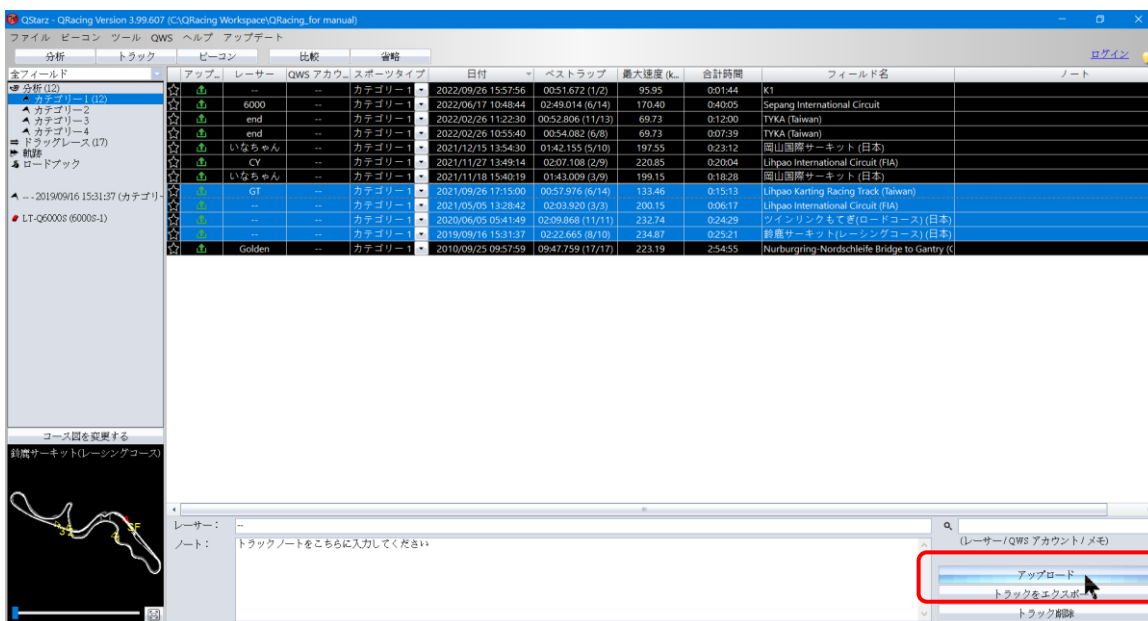 QStarz - QRacing Version 3.99.607 (C:\QRacing Workspace\QRacing_for manual)
ファイル ビーコン ツール QWS ヘルプ アップデート
分析 トラック ビーコン 比較 省略 ログイン
全フィールド アップ... レーサー QWS アカウ... スポーツタイプ 日付 ベストラップ 最大速度 (k... 合計時間 フィールド名 ノート
分析 (12)
カテゴリー1 (12)
カテゴリー2
カテゴリー3
カテゴリー4
ドラッグレース (17)
軌跡
ロードブック
-- - 2019/09/16 15:31:37 (カテゴリ-
LT-Q6000S (6000S-1)
-- -- カテゴリー 1 2022/09/26 15:57:56 00:51.672 (1/2) 95.95 0:01:44 K1
6000 -- カテゴリー 1 2022/06/17 10:48:44 02:49.014 (6/14) 170.40 0:40:05 Sepang International Circuit
end -- カテゴリー 1 2022/02/26 11:22:30 00:52.806 (11/13) 69.73 0:12:00 TYKA (Taiwan)
end -- カテゴリー 1 2022/02/26 10:55:40 00:54.082 (6/8) 69.73 0:07:39 TYKA (Taiwan)
いなちゃん -- カテゴリー 1 2021/12/15 13:54:30 01:42.155 (5/10) 197.55 0:23:12 岡山国際サーキット (日本)
CY -- カテゴリー 1 2021/11/27 13:49:14 02:07.108 (2/9) 220.85 0:20:04 Lihpao International Circuit (FIA)
いなちゃん -- カテゴリー 1 2021/11/18 15:40:19 01:43.009 (3/9) 199.15 0:18:28 岡山国際サーキット (日本)
GT -- カテゴリー 1 2021/09/26 17:15:00 00:57.976 (6/14) 133.46 0:15:13 Lihpao Karting Racing Track (Taiwan)
-- -- カテゴリー 1 2021/05/05 13:28:42 02:03.920 (3/3) 200.15 0:06:17 Lihpao International Circuit (FIA)
-- -- カテゴリー 1 2020/06/05 05:41:49 02:09.868 (11/11) 232.74 0:24:29 ツインリンクもてぎ(ロードコース) (日本)
-- -- カテゴリー 1 2019/09/16 15:31:37 02:22.665 (8/10) 234.87 0:25:21 鈴鹿サーキット(レーシングコース) (日本)
Golden -- カテゴリー 1 2010/09/25 09:57:59 09:47.759 (17/17) 223.19 2:54:55 Nurburgring-Nordschleife Bridge to Gantry (G
コース図を変更する
鈴鹿サーキット(レーシングコース)
SF
レーサー: --
ノート: トラックノートをこちらに入力してください
(レーサー / QWS アカウント / メモ)
アップロード
トラックをエクスポー
トラック削除